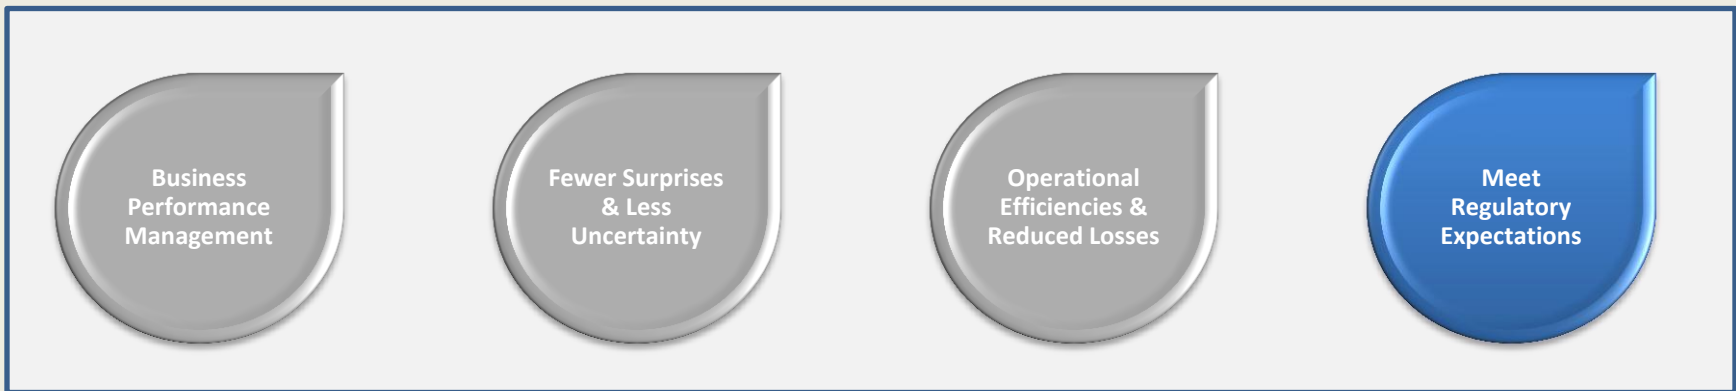 Business
Performance
Management
Fewer Surprises
& Less
Uncertainty
Operational
Efficiencies &
Reduced Losses
Meet
Regulatory
Expectations